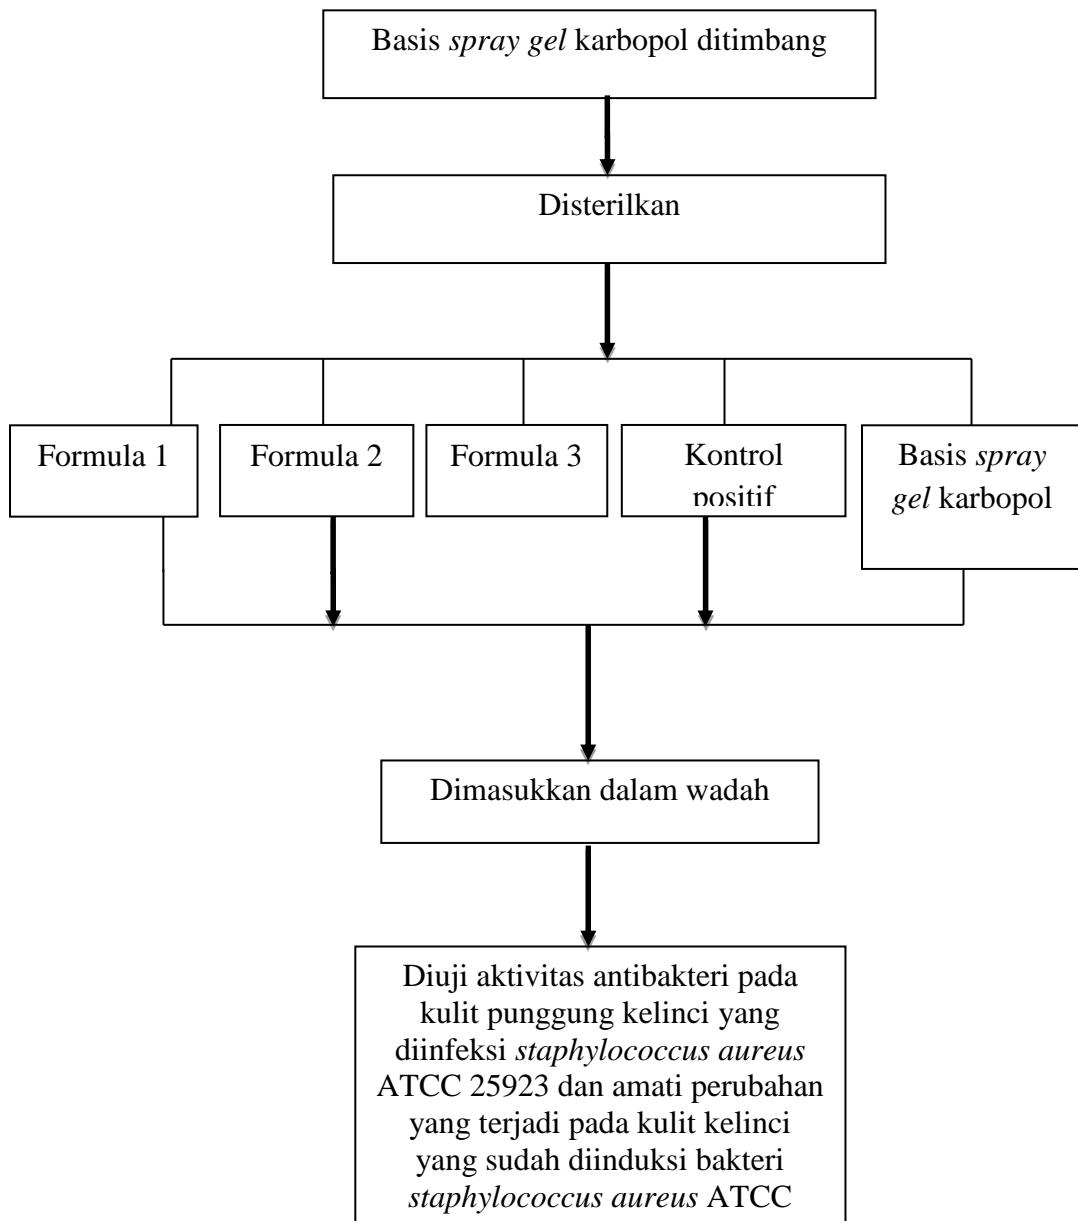 Basis spray gel karbopol ditimbang
Disterilkan
Formula 1
Formula 2
Formula 3
Kontrol
positif
Basis spray
gel karbopol
Dimasukkan dalam wadah
Diuji aktivitas antibakteri pada
kulit punggung kelinci yang
diinfeksi staphylococcus aureus
ATCC 25923 dan amati perubahan
yang terjadi pada kulit kelinci
yang sudah diinduksi bakteri
staphylococcus aureus ATCC